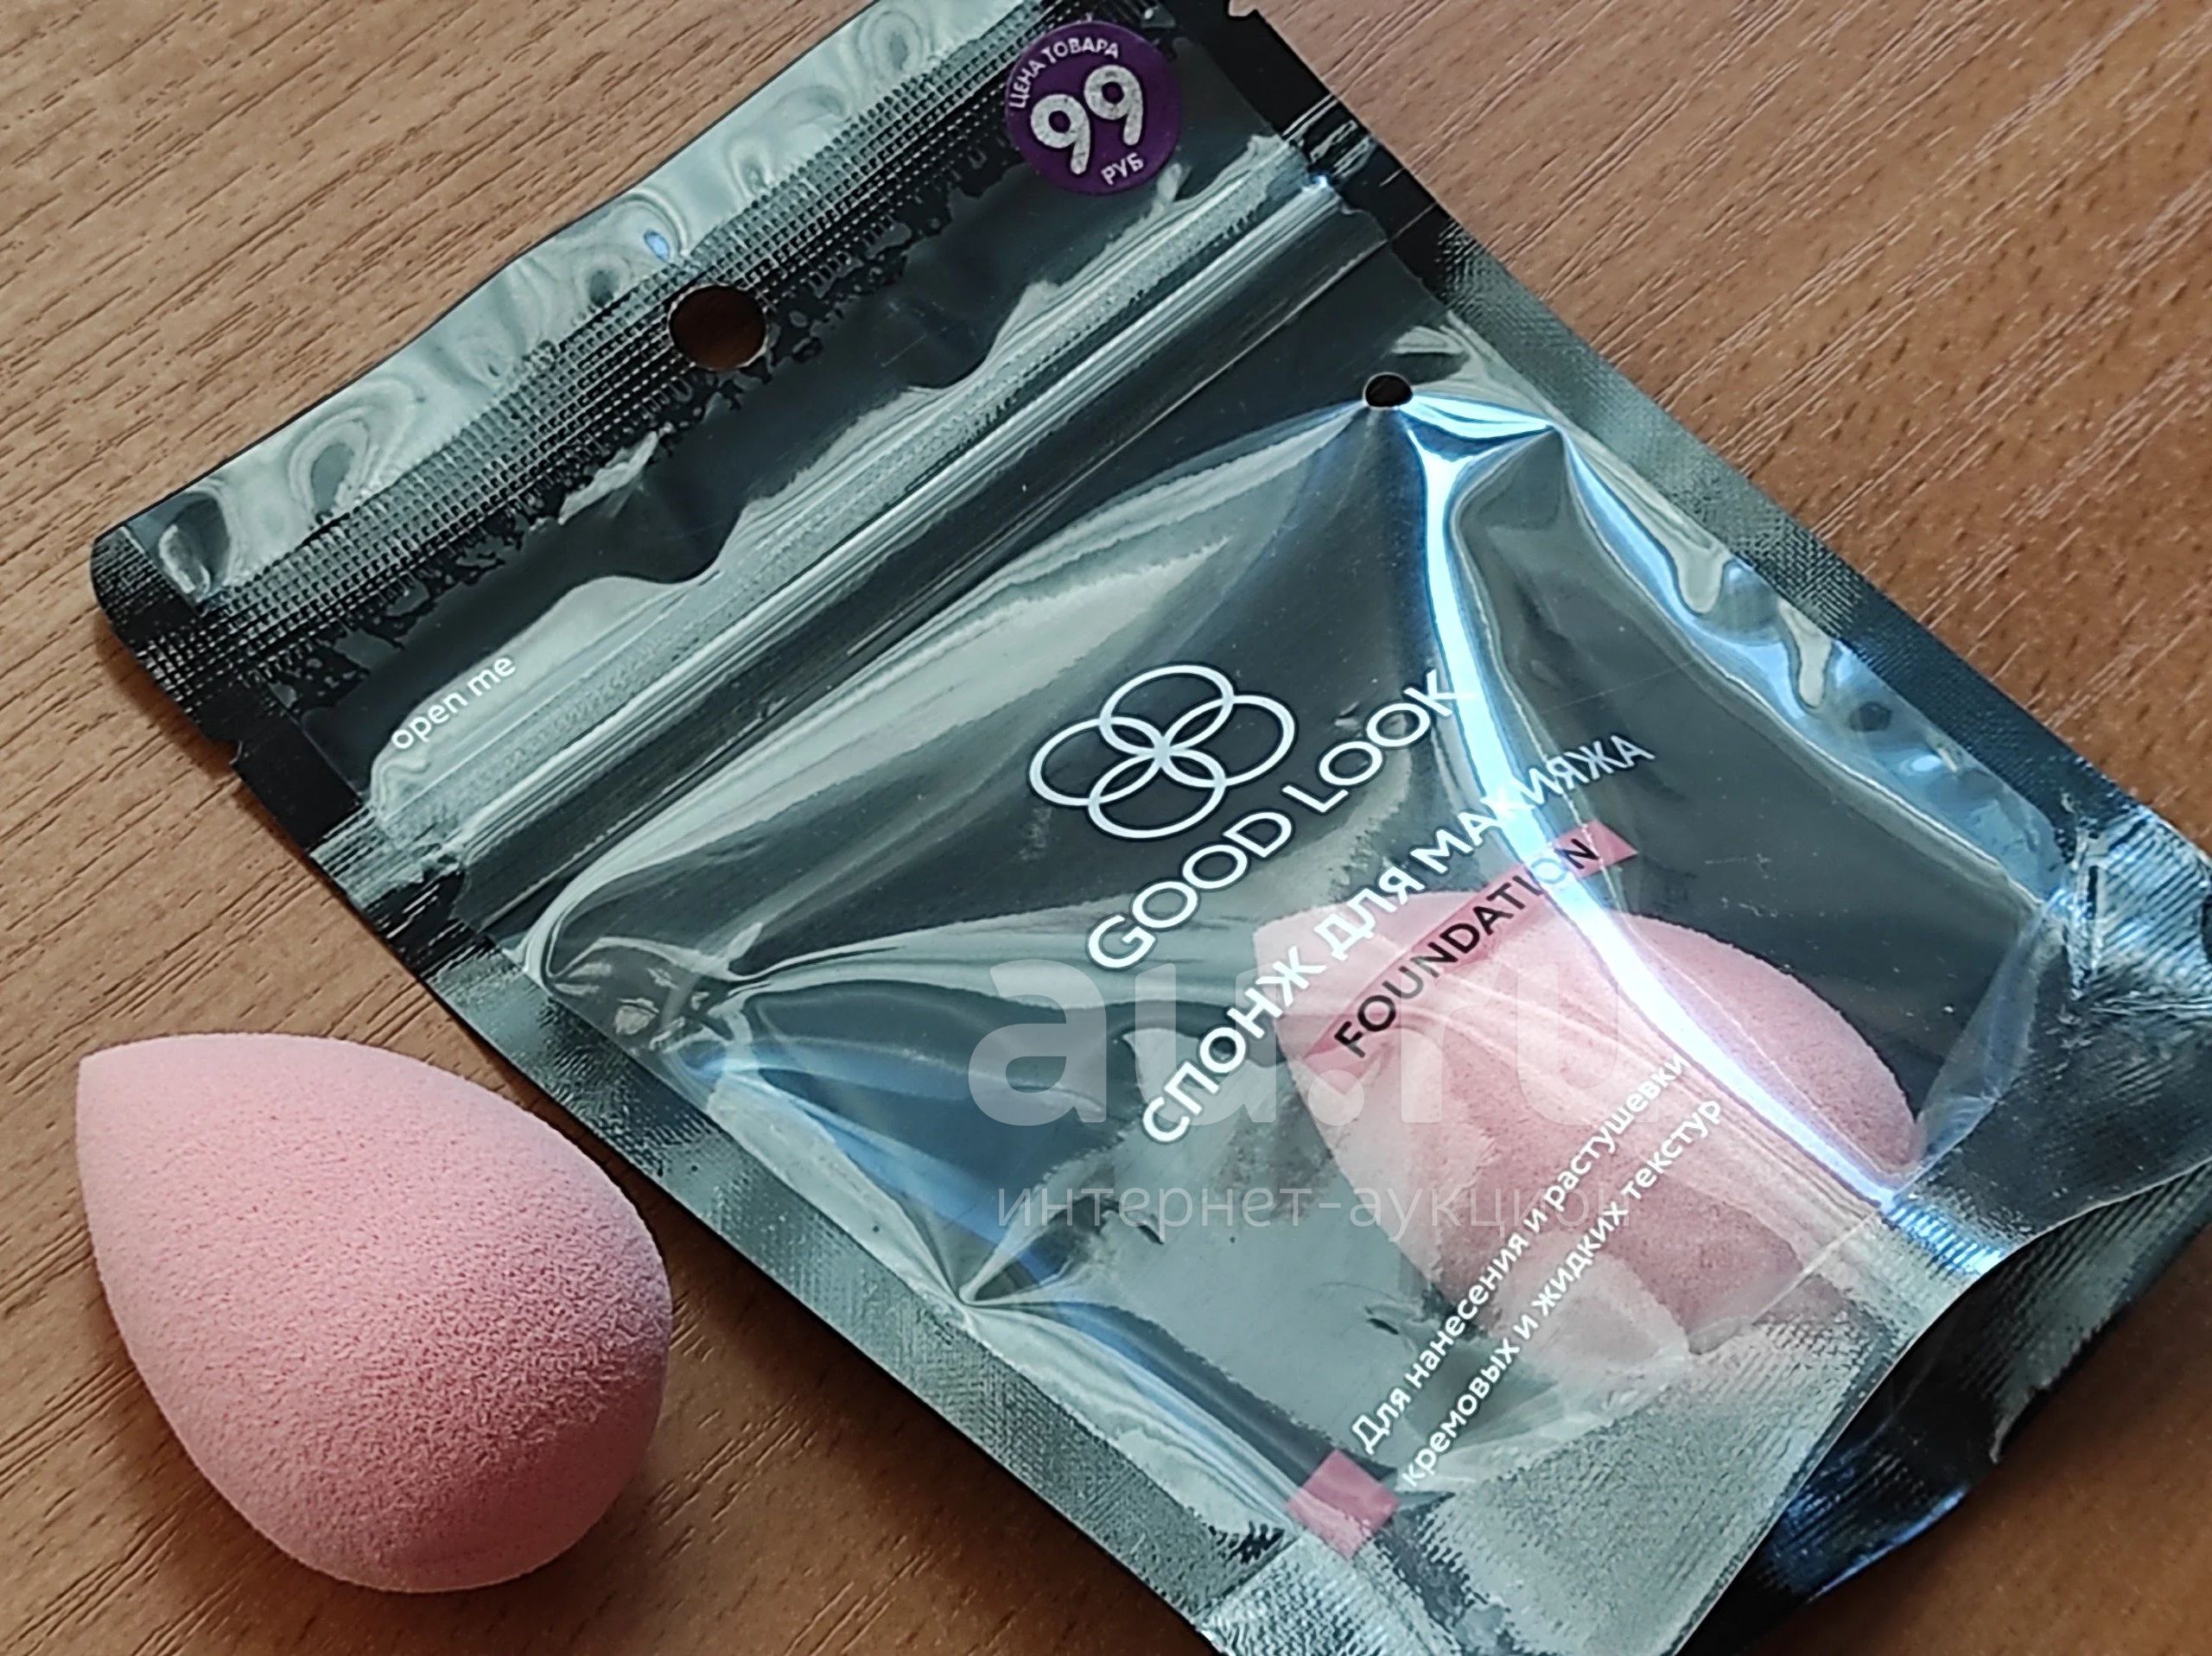 ЦЕНА ТОВАРА
99
РУБ
open me
GOOD LOOK
СПОНЖ ДЛЯ МАКИЯЖА
FOUNDATION
Для нанесения и растушевки
кремовых и жидких текстур
au.ru
интернет-аукцион